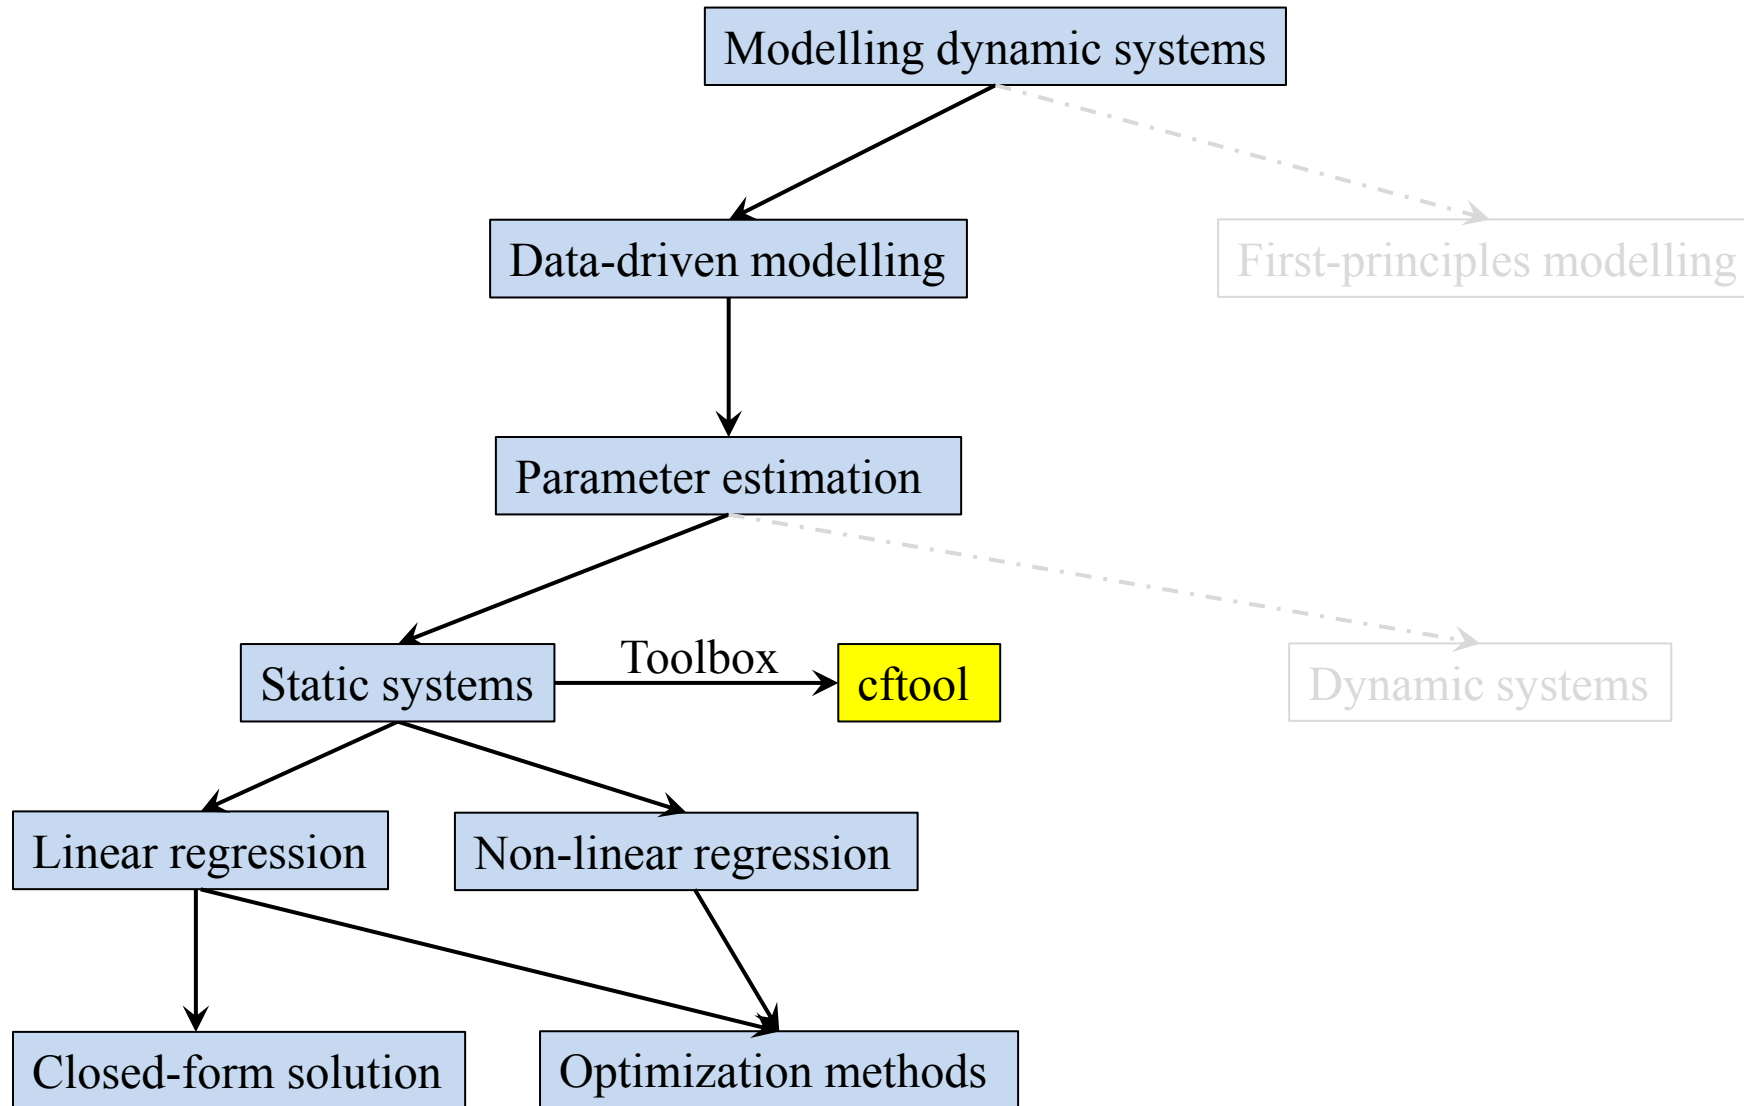 Modelling dynamic systems
Data-driven modelling
First-principles modelling
Parameter estimation
Static systems
Toolbox
cftool
Dynamic systems
Linear regression
Non-linear regression
Closed-form solution
Optimization methods